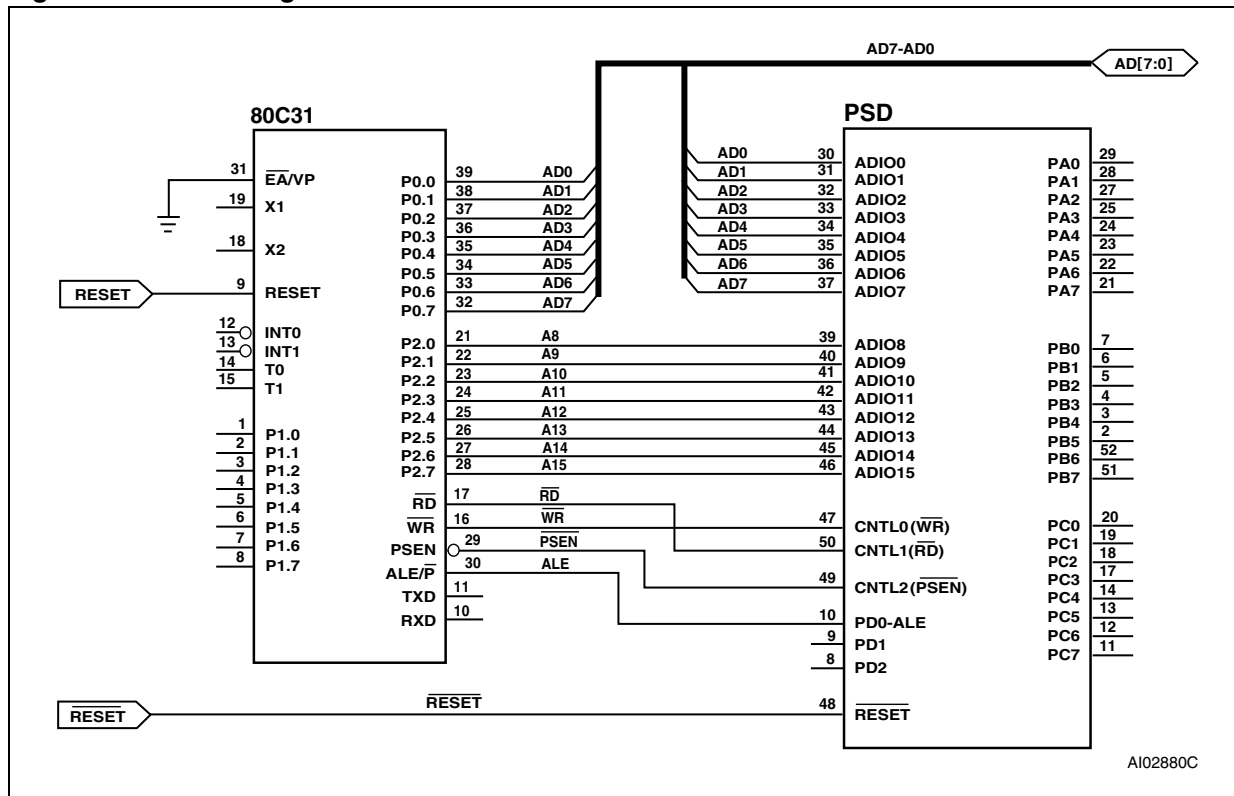 AD7-AD0
AD[7:0]
80C31
PSD
31 EA/VP
19 X1
18 X2
RESET
9 RESET
12 INT0
13 INT1
14 T0
15 T1
1 P1.0
2 P1.1
3 P1.2
4 P1.3
5 P1.4
6 P1.5
7 P1.6
8 P1.7
P0.0 39 AD0
P0.1 38 AD1
P0.2 37 AD2
P0.3 36 AD3
P0.4 35 AD4
P0.5 34 AD5
P0.6 33 AD6
P0.7 32 AD7
P2.0 21 A8
P2.1 22 A9
P2.2 23 A10
P2.3 24 A11
P2.4 25 A12
P2.5 26 A13
P2.6 27 A14
P2.7 28 A15
RD 17 RD
WR 16 WR
PSEN 29 PSEN
ALE/P 30 ALE
TXD 11
RXD 10
AD0 30 ADIO0
AD1 31 ADIO1
AD2 32 ADIO2
AD3 33 ADIO3
AD4 34 ADIO4
AD5 35 ADIO5
AD6 36 ADIO6
AD7 37 ADIO7
39 ADIO8
40 ADIO9
41 ADIO10
42 ADIO11
43 ADIO12
44 ADIO13
45 ADIO14
46 ADIO15
47 CNTL0(WR)
50 CNTL1(RD)
49 CNTL2(PSEN)
10 PD0-ALE
9 PD1
8 PD2
RESET
RESET
48 RESET
PA0 29
PA1 28
PA2 27
PA3 25
PA4 24
PA5 23
PA6 22
PA7 21
PB0 7
PB1 6
PB2 5
PB3 4
PB4 3
PB5 2
PB6 52
PB7 51
PC0 20
PC1 19
PC2 18
PC3 17
PC4 14
PC5 13
PC6 12
PC7 11
AI02880C